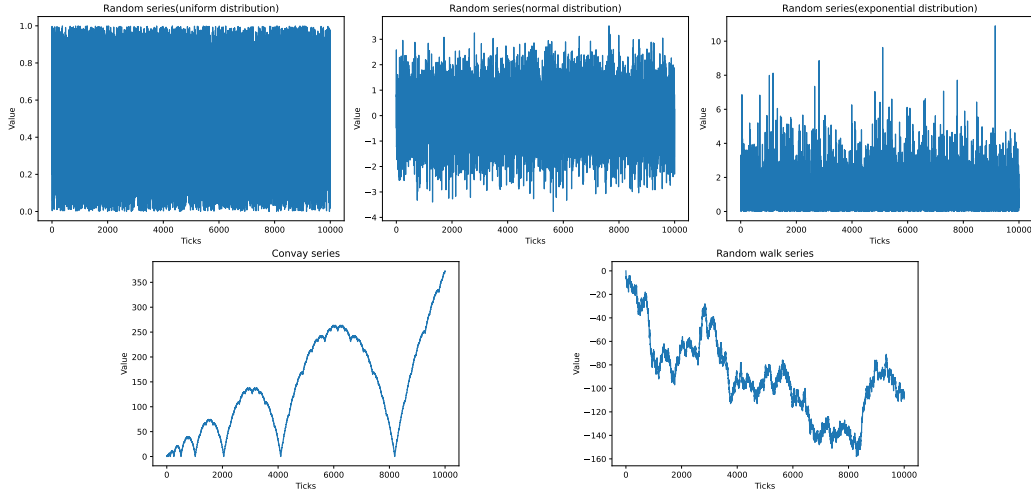 Random series(uniform distribution)
1.0
0.8
0.6
0.4
0.2
0.0
Value
0 2000 4000 6000 8000 10000
Ticks
Random series(normal distribution)
3
2
1
0
−1
−2
−3
−4
Value
0 2000 4000 6000 8000 10000
Ticks
Random series(exponential distribution)
10
8
6
4
2
0
Value
0 2000 4000 6000 8000 10000
Ticks
Convay series
350
300
250
200
150
100
50
0
Value
0 2000 4000 6000 8000 10000
Ticks
Random walk series
0
−20
−40
−60
−80
−100
−120
−140
−160
Value
0 2000 4000 6000 8000 10000
Ticks